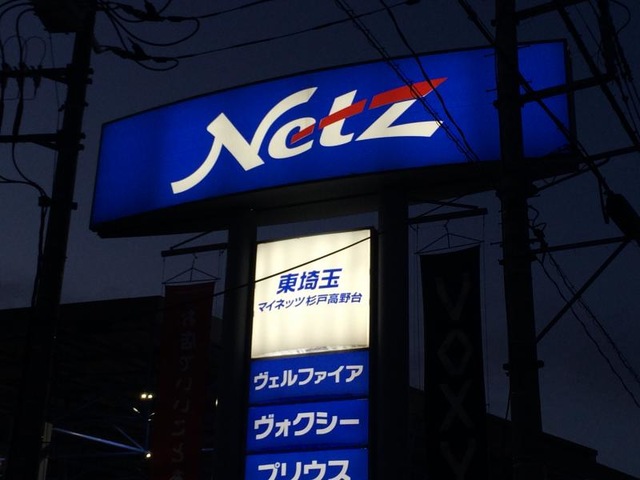 Netz
東埼玉
マイネッツ杉戸高野台
ヴェルファイア
ヴォクシー
プリウス
VOXY